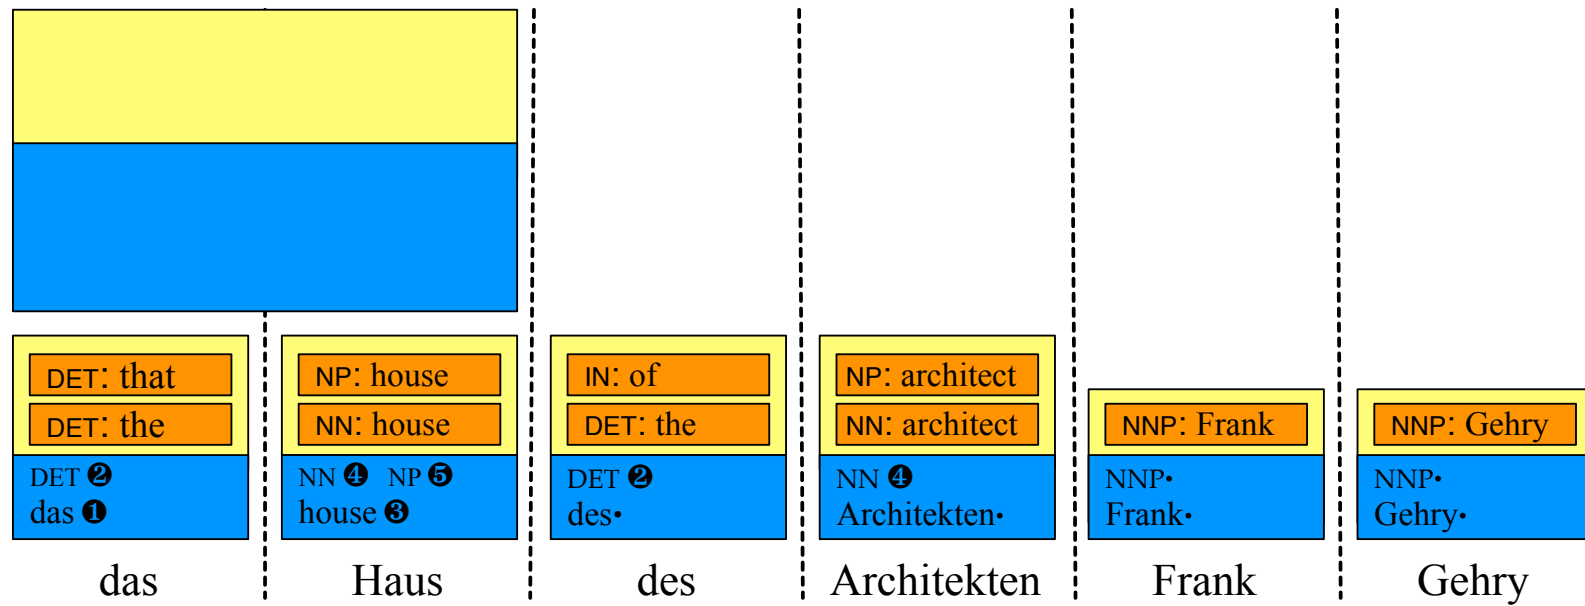 DET: that
DET: the
DET ❷
das ❶
NP: house
NN: house
NN ❹ NP ❺
house ❸
IN: of
DET: the
DET ❷
des•
NP: architect
NN: architect
NN ❹
Architekten•
NNP: Frank
NNP•
Frank•
NNP: Gehry
NNP•
Gehry•
das Haus des Architekten Frank Gehry